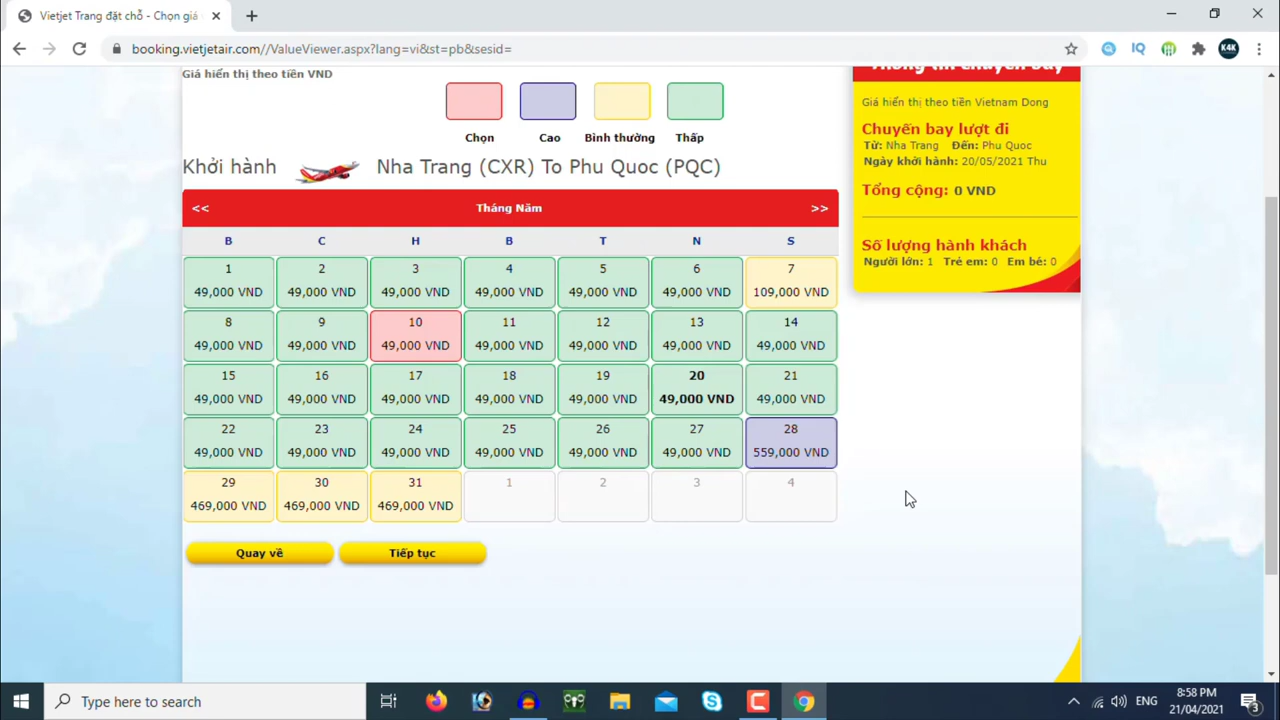 Vietjet Trang đặt chỗ - Chọn giá
booking.vietjetair.com//ValueViewer.aspx?lang=vi&st=pb&sesid=
IQ
K4K
Giá hiển thị theo tiền VND
Chọn Cao Bình thường Thấp
Khởi hành Nha Trang (CXR) To Phu Quoc (PQC)
<< Tháng Năm >>
B C H B T N S
1 2 3 4 5 6 7
49,000 VND 49,000 VND 49,000 VND 49,000 VND 49,000 VND 49,000 VND 109,000 VND
8 9 10 11 12 13 14
49,000 VND 49,000 VND 49,000 VND 49,000 VND 49,000 VND 49,000 VND 49,000 VND
15 16 17 18 19 20 21
49,000 VND 49,000 VND 49,000 VND 49,000 VND 49,000 VND 49,000 VND 49,000 VND
22 23 24 25 26 27 28
49,000 VND 49,000 VND 49,000 VND 49,000 VND 49,000 VND 49,000 VND 559,000 VND
29 30 31 1 2 3 4
469,000 VND 469,000 VND 469,000 VND
Quay về Tiếp tục
Thông tin chuyến bay
Giá hiển thị theo tiền Vietnam Dong
Chuyến bay lượt đi
Từ: Nha Trang Đến: Phu Quoc
Ngày khởi hành: 20/05/2021 Thu
Tổng cộng: 0 VND
Số lượng hành khách
Người lớn: 1 Trẻ em: 0 Em bé: 0
Type here to search
ENG
8:58 PM
21/04/2021
3